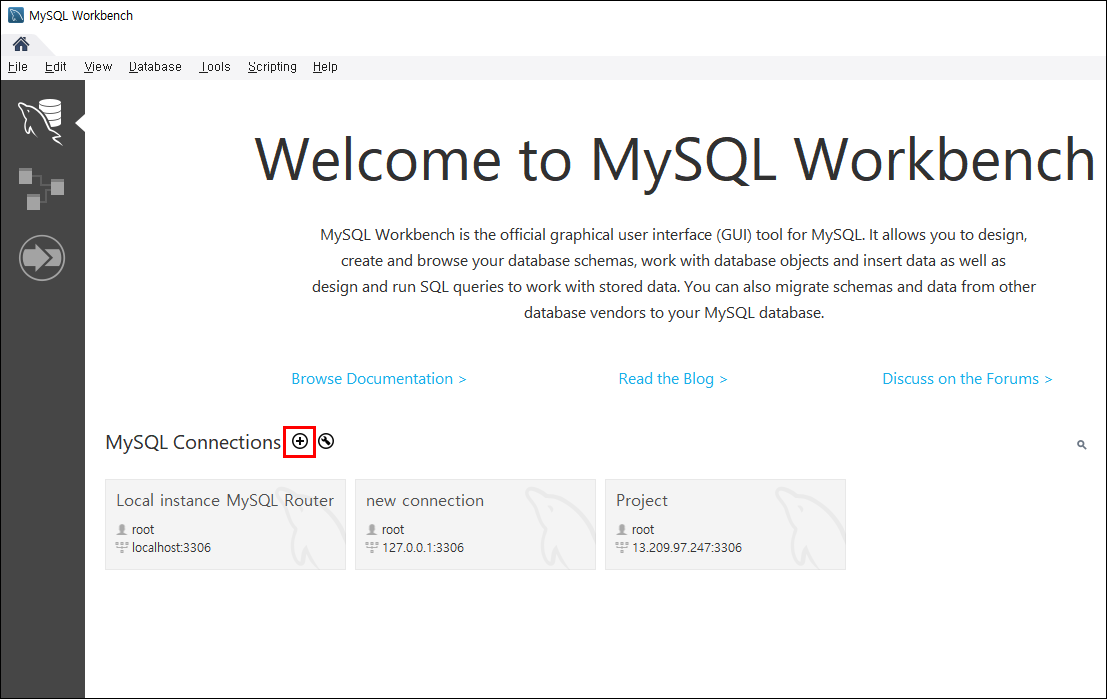 MySQL Workbench
File Edit View Database Tools Scripting Help
Welcome to MySQL Workbench
MySQL Workbench is the official graphical user interface (GUI) tool for MySQL. It allows you to design,
create and browse your database schemas, work with database objects and insert data as well as
design and run SQL queries to work with stored data. You can also migrate schemas and data from other
database vendors to your MySQL database.
Browse Documentation >
Read the Blog >
Discuss on the Forums >
MySQL Connections
Local instance MySQL Router
root
localhost:3306
new connection
root
127.0.0.1:3306
Project
root
13.209.97.247:3306